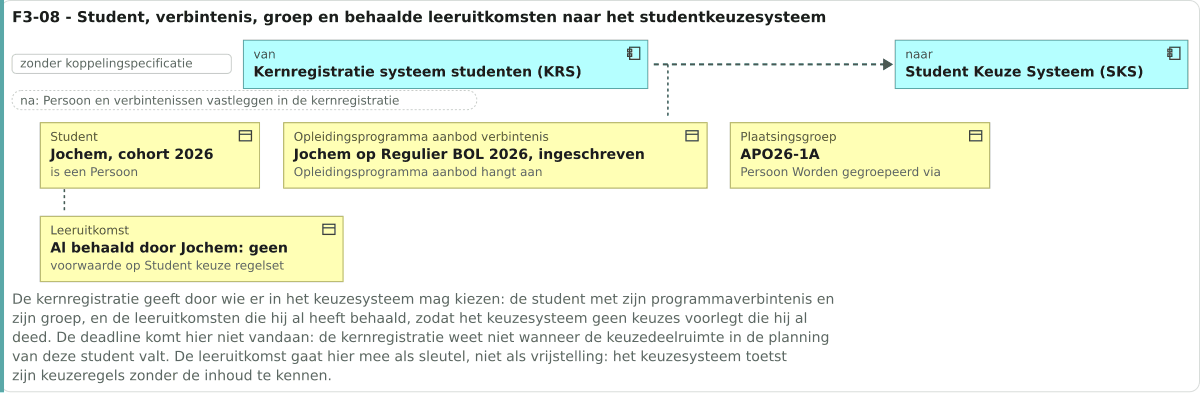 F3-08 - Student, verbintenis, groep en behaalde leeruitkomsten naar het studentkeuzesysteem
zonder koppelingspecificatie
van
Kernregistratie systeem studenten (KRS)
naar
Student Keuze Systeem (SKS)
na: Persoon en verbintenissen vastleggen in de kernregistratie
Student
Jochem, cohort 2026
is een Persoon
Opleidingsprogramma aanbod verbintenis
Jochem op Regulier BOL 2026, ingeschreven
Opleidingsprogramma aanbod hangt aan
Plaatsingsgroep
APO26-1A
Persoon Worden gegroepeerd via
Leeruitkomst
Al behaald door Jochem: geen
voorwaarde op Student keuze regelset
De kernregistratie geeft door wie er in het keuzesysteem mag kiezen: de student met zijn programmaverbintenis en
zijn groep, en de leeruitkomsten die hij al heeft behaald, zodat het keuzesysteem geen keuzes voorlegt die hij al
deed. De deadline komt hier niet vandaan: de kernregistratie weet niet wanneer de keuzedeelruimte in de planning
van deze student valt. De leeruitkomst gaat hier mee als sleutel, niet als vrijstelling: het keuzesysteem toetst
zijn keuzeregels zonder de inhoud te kennen.